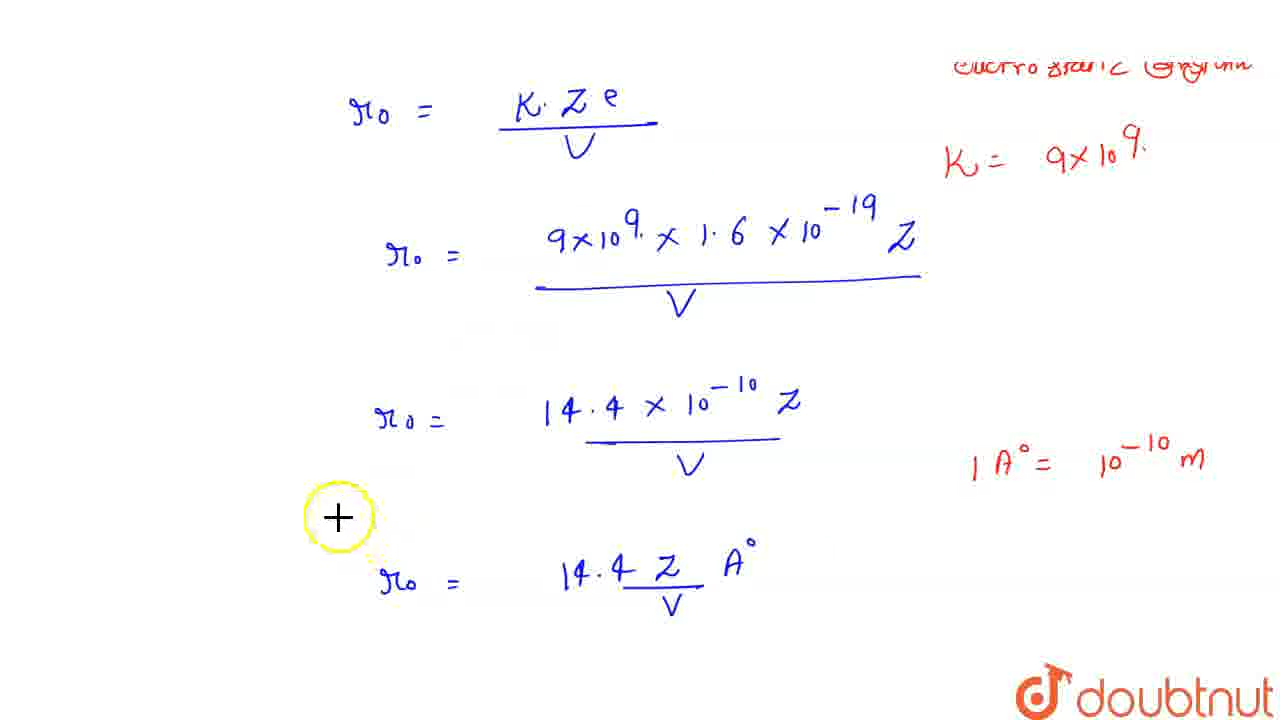 r₀ = K. Z e / V
K = 9×10⁹.
r₀ = 9×10⁹. × 1.6 ×10⁻¹⁹ Z / V
r₀ = 14.4 × 10⁻¹⁰ Z / V
1 A° = 10⁻¹⁰ m
r₀ = 14.4 Z / V A°
doubtnut